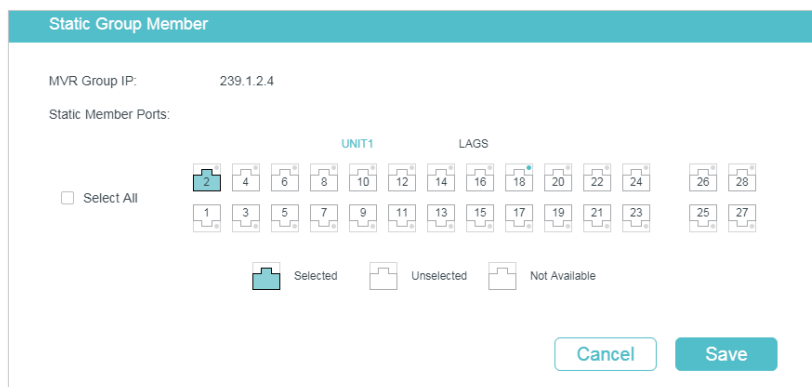 Static Group Member
MVR Group IP: 239.1.2.4
Static Member Ports:
UNIT1 LAGS
2 4 6 8 10 12 14 16 18 20 22 24 26 28
Select All
1 3 5 7 9 11 13 15 17 19 21 23 25 27
Selected Unselected Not Available
Cancel Save